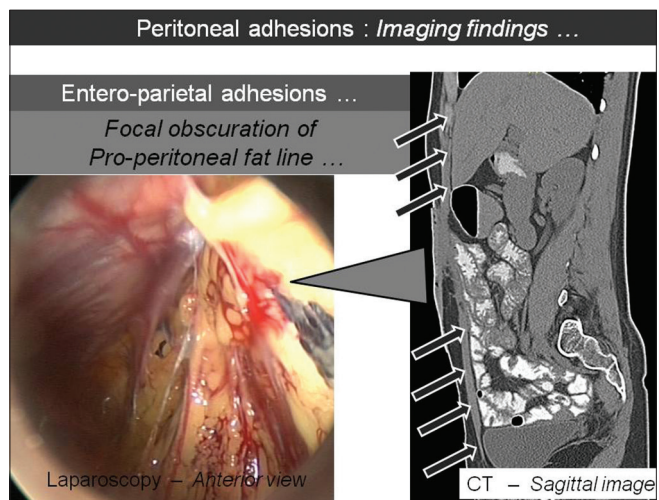 Peritoneal adhesions : Imaging findings …
Entero-parietal adhesions …
Focal obscuration of
Pro-peritoneal fat line …
Laparoscopy – Anterior view
CT – Sagittal image